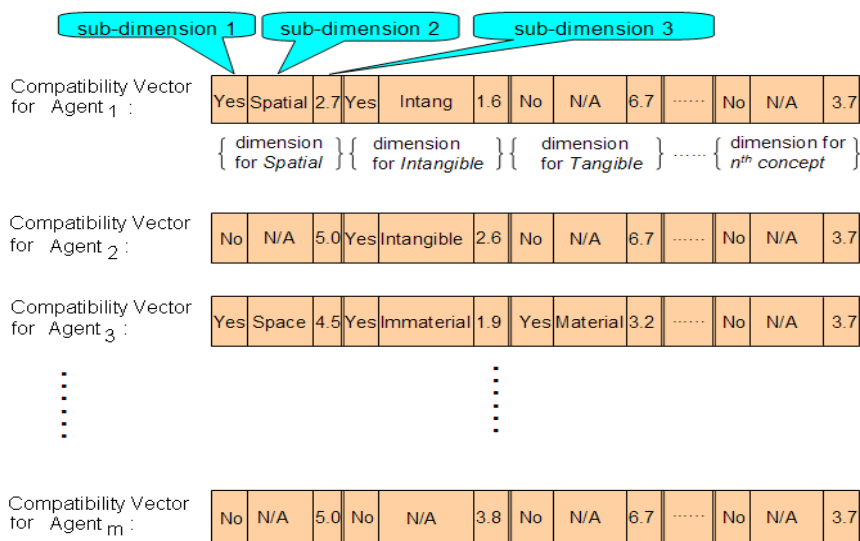 sub-dimension 1 sub-dimension 2 sub-dimension 3
Compatibility Vector
for Agent 1 :
Yes Spatial 2.7 Yes Intang 1.6 No N/A 6.7 ...... No N/A 3.7
{ dimension for Spatial } { dimension for Intangible } { dimension for Tangible } ...... { dimension for nth concept }
Compatibility Vector
for Agent 2 :
No N/A 5.0 Yes Intangible 2.6 No N/A 6.7 ...... No N/A 3.7
Compatibility Vector
for Agent 3 :
Yes Space 4.5 Yes Immaterial 1.9 Yes Material 3.2 ...... No N/A 3.7
Compatibility Vector
for Agent m :
No N/A 5.0 No N/A 3.8 No N/A 6.7 ...... No N/A 3.7